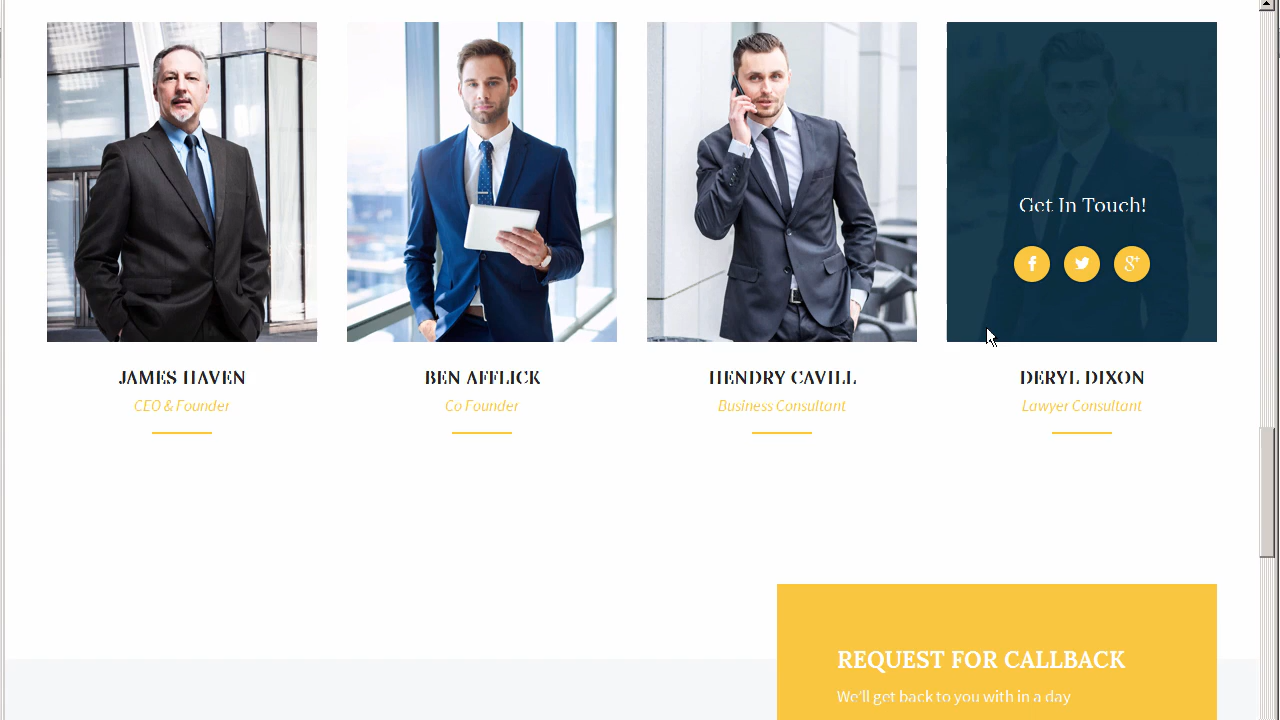 Get In Touch!
JAMES HAVEN
CEO & Founder
BEN AFFLICK
Co Founder
HENDRY CAVILL
Business Consultant
DERYL DIXON
Lawyer Consultant
REQUEST FOR CALLBACK
We'll get back to you with in a day